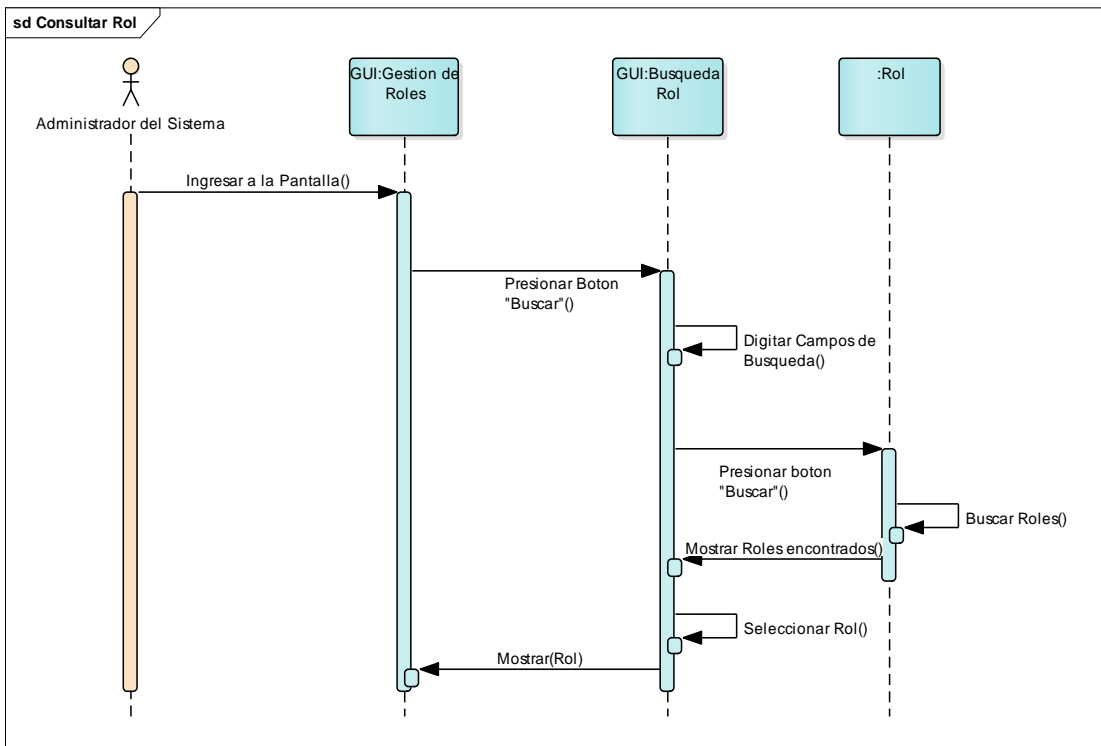 sd Consultar Rol
Administrador del Sistema
GUI:Gestion de
Roles
GUI:Busqueda
Rol
:Rol
Ingresar a la Pantalla()
Presionar Boton
"Buscar"()
Digitar Campos de
Busqueda()
Presionar boton
"Buscar"()
Buscar Roles()
Mostrar Roles encontrados()
Seleccionar Rol()
Mostrar(Rol)